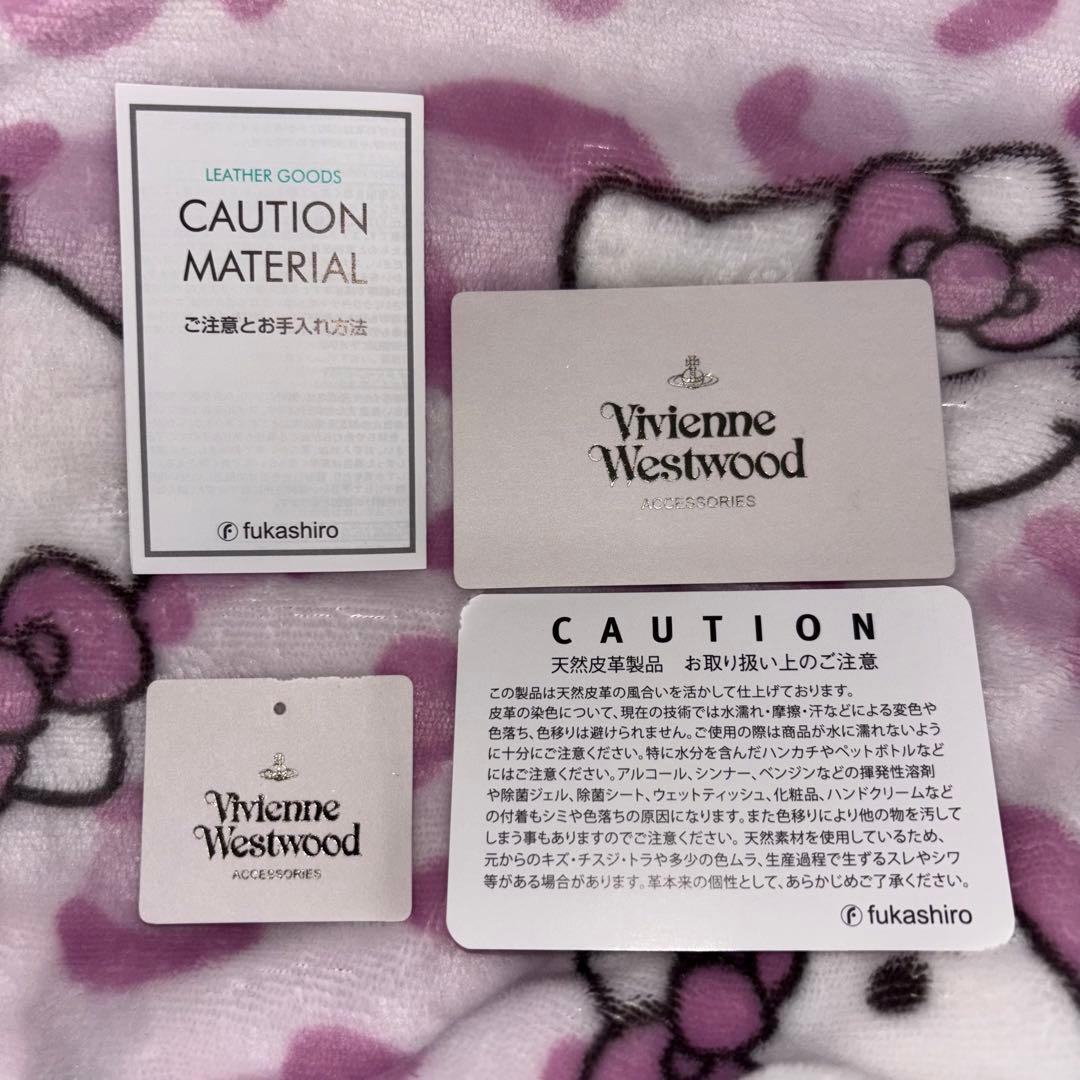 LEATHER GOODS
CAUTION
MATERIAL
ご注意とお手入れ方法
fukashiro
Vivienne
Westwood
ACCESSORIES
Vivienne
Westwood
ACCESSORIES
CAUTION
天然皮革製品 お取り扱い上のご注意
この製品は天然皮革の風合いを活かして仕上げております。
皮革の染色について、現在の技術では水濡れ・摩擦・汗などによる変色や
色落ち、色移りは避けられません。ご使用の際は商品が水に濡れないよう
に十分にご注意ください。特に水分を含んだハンカチやペットボトルなど
にはご注意ください。アルコール、シンナー、ベンジンなどの揮発性溶剤
や除菌ジェル、除菌シート、ウェットティッシュ、化粧品、ハンドクリームなど
の付着もシミや色落ちの原因になります。また色移りにより他の物を汚して
しまう事もありますのでご注意ください。天然素材を使用しているため、
元からのキズ・チスジ・トラや多少の色ムラ、生産過程で生ずるスレやシワ
等がある場合があります。革本来の個性として、あらかじめご了承ください。
fukashiro